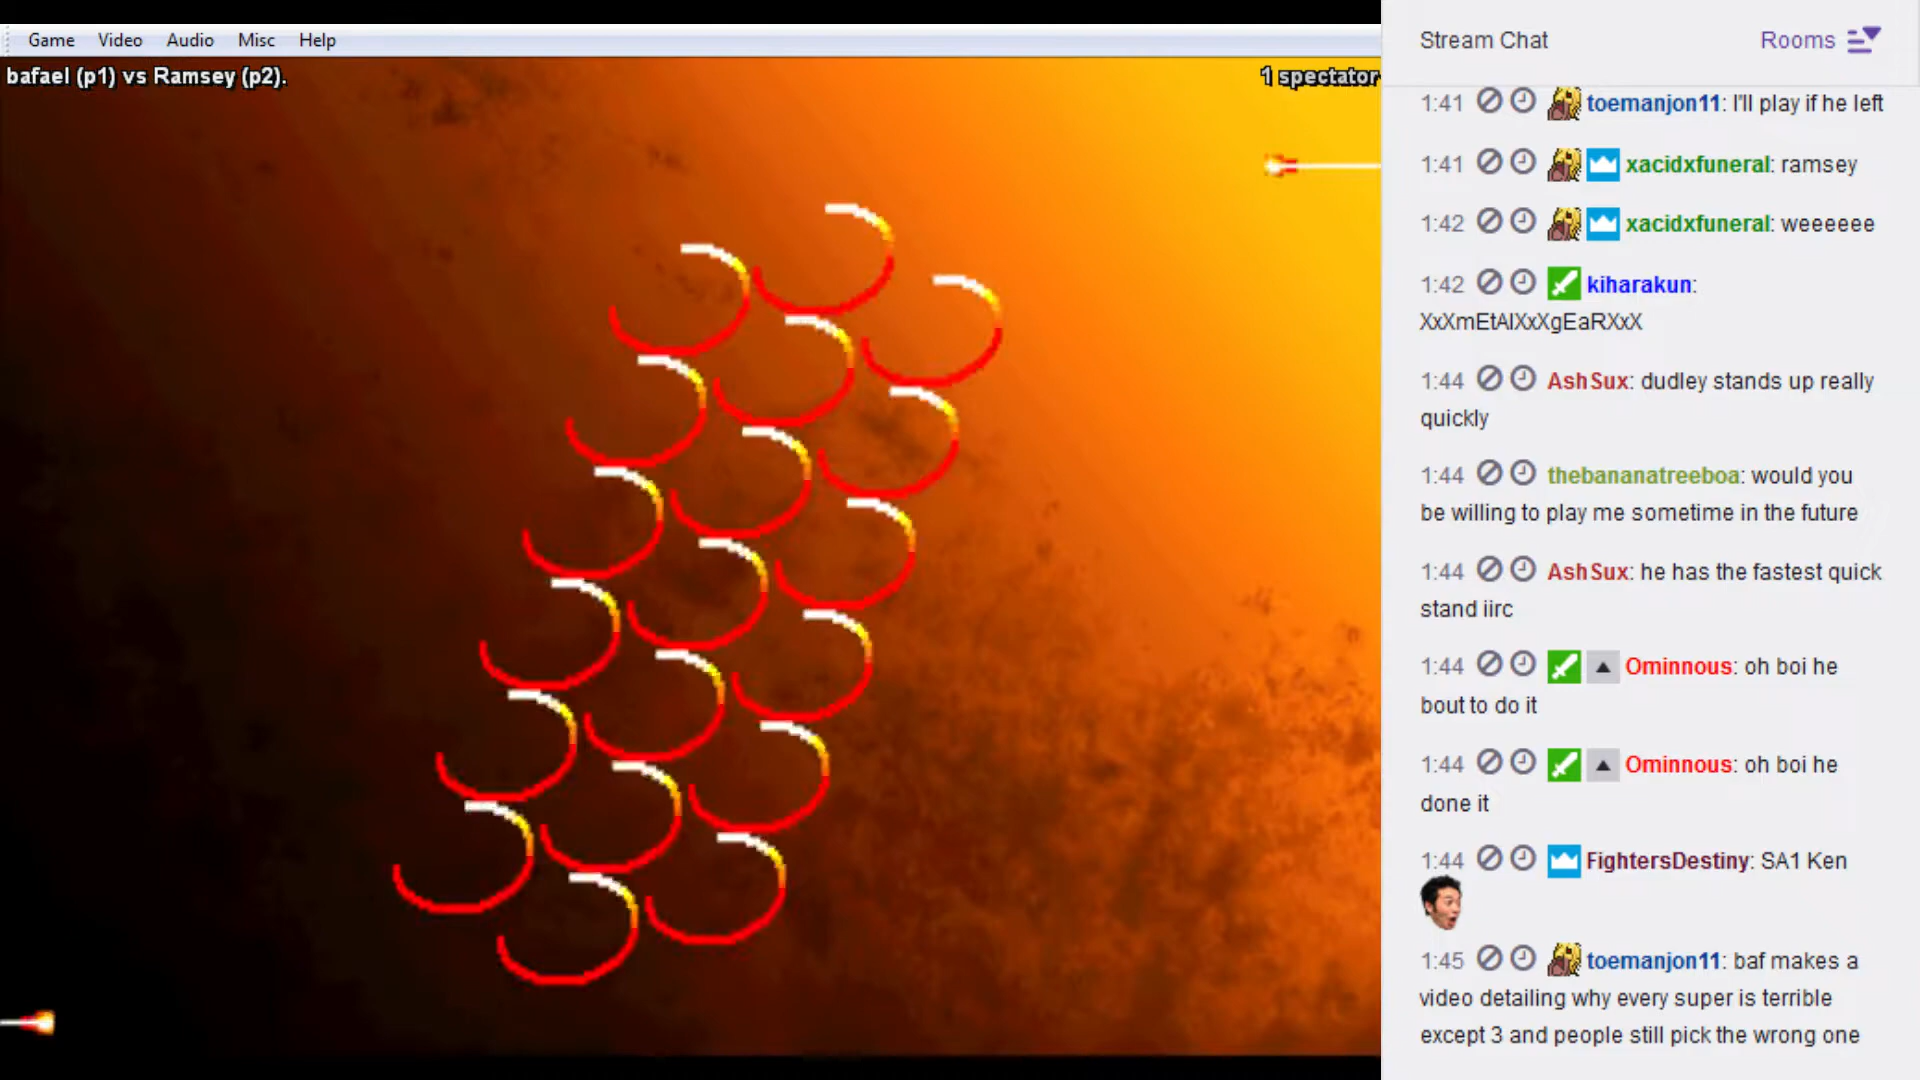 Game Video Audio Misc Help
bafael (p1) vs Ramsey (p2).
1 spectator
Stream Chat
Rooms
1:41 toemanjon11: I'll play if he left
1:41 xacidxfuneral: ramsey
1:42 xacidxfuneral: weeeeee
1:42 kiharakun:
XxXmEtAlXxXgEaRXxX
1:44 AshSux: dudley stands up really
quickly
1:44 thebananatreeboa: would you
be willing to play me sometime in the future
1:44 AshSux: he has the fastest quick
stand iirc
1:44 Ominnous: oh boi he
bout to do it
1:44 Ominnous: oh boi he
done it
1:44 FightersDestiny: SA1 Ken
1:45 toemanjon11: baf makes a
video detailing why every super is terrible
except 3 and people still pick the wrong one